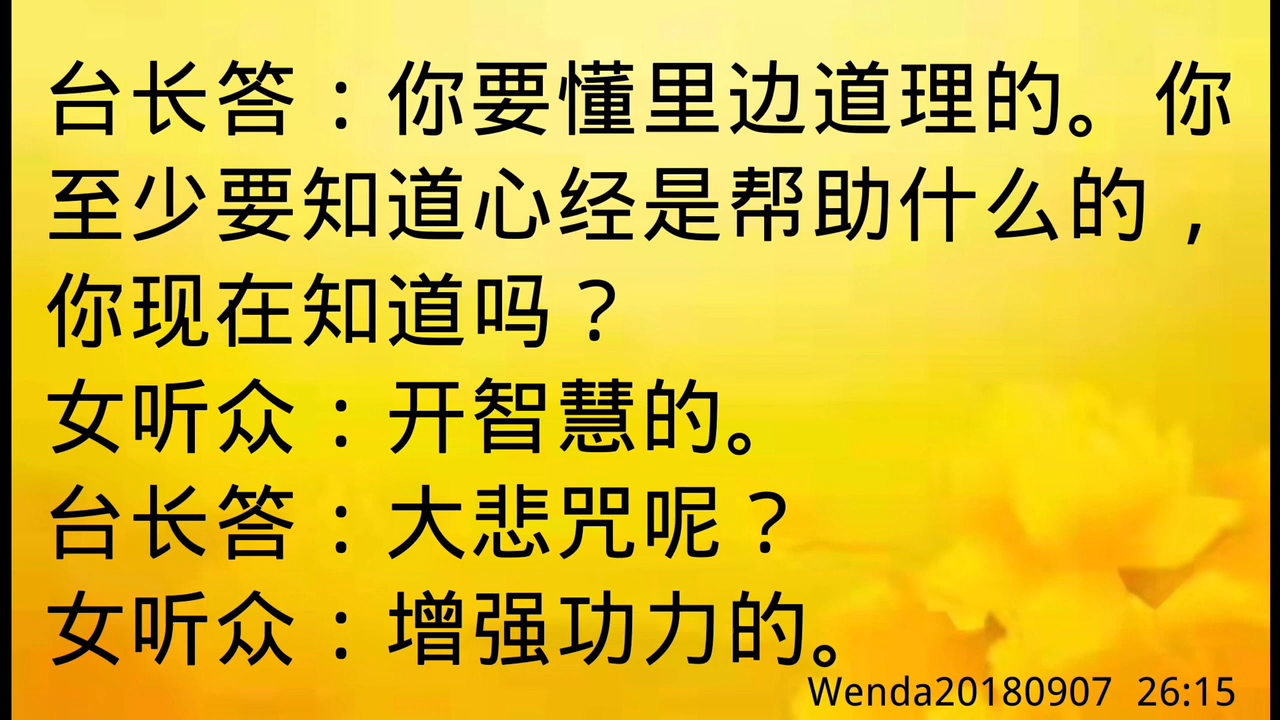 台长答：你要懂里边道理的。你
至少要知道心经是帮助什么的，
你现在知道吗？
女听众：开智慧的。
台长答：大悲咒呢？
女听众：增强功力的。
Wenda20180907 26:15